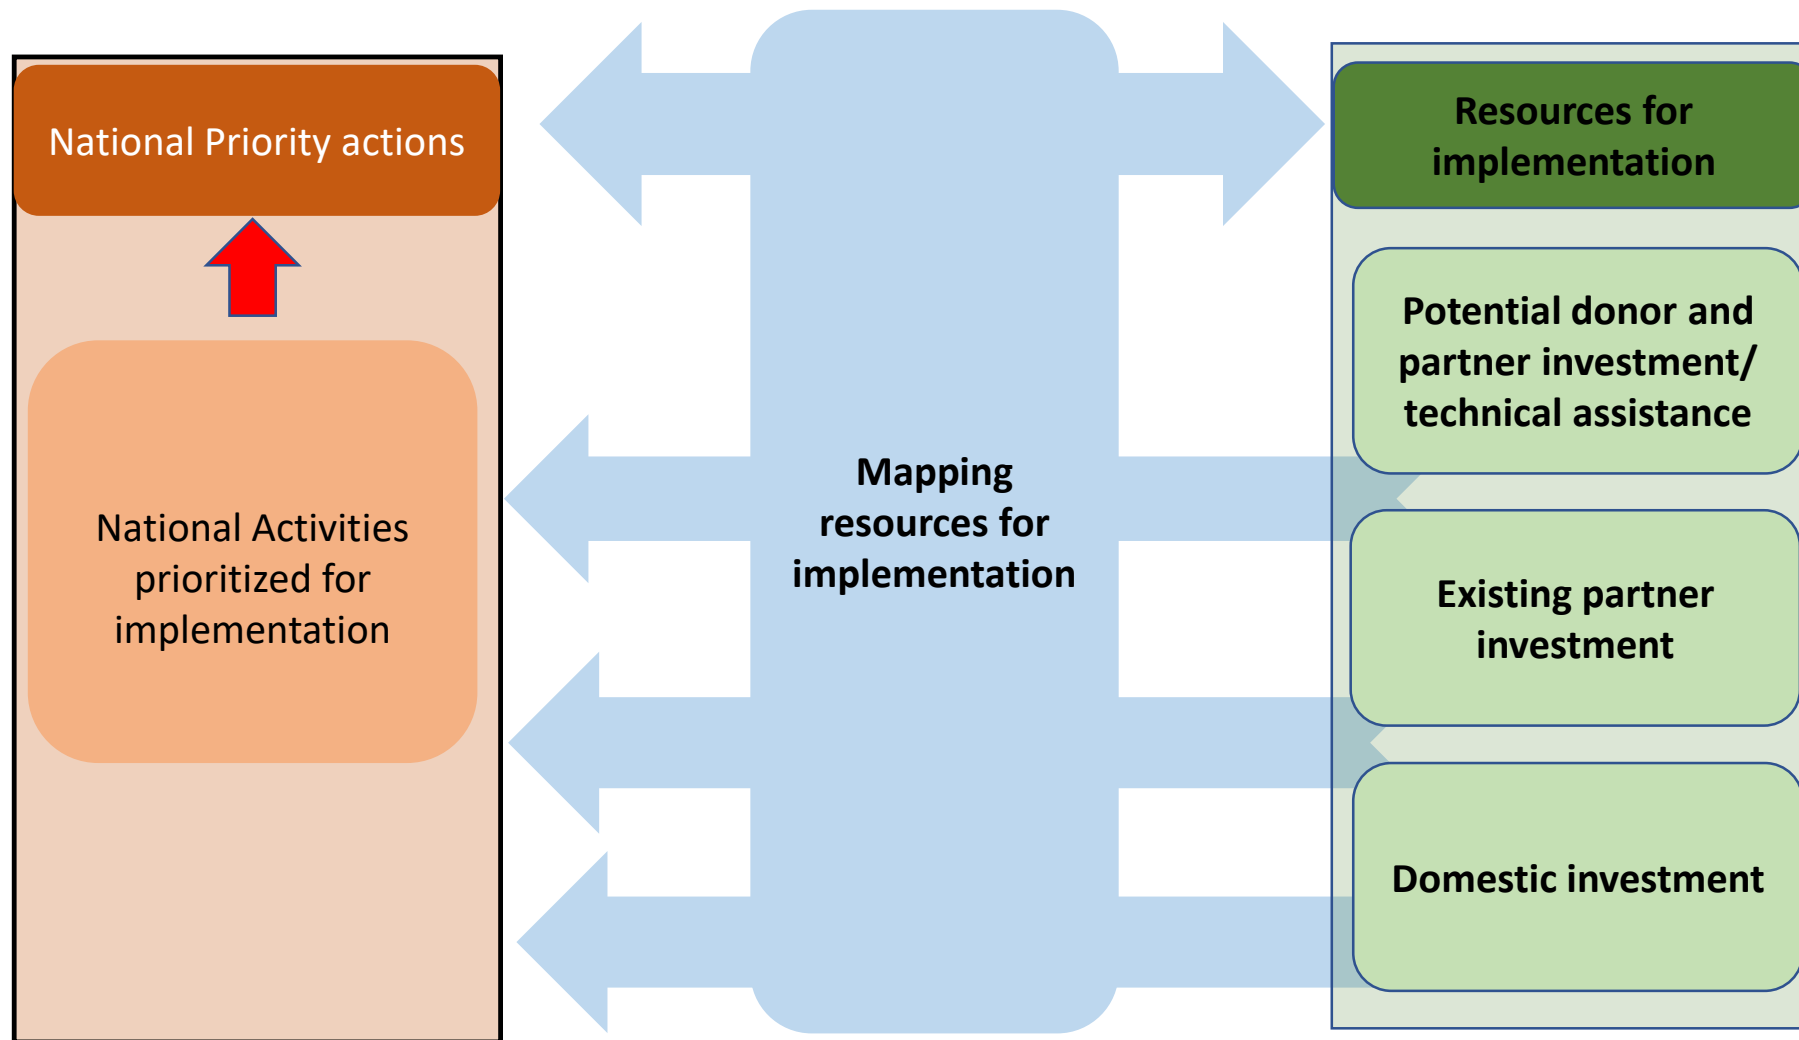 National Priority actions
National Activities
prioritized for
implementation
Mapping
resources for
implementation
Resources for
implementation
Potential donor and
partner investment/
technical assistance
Existing partner
investment
Domestic investment